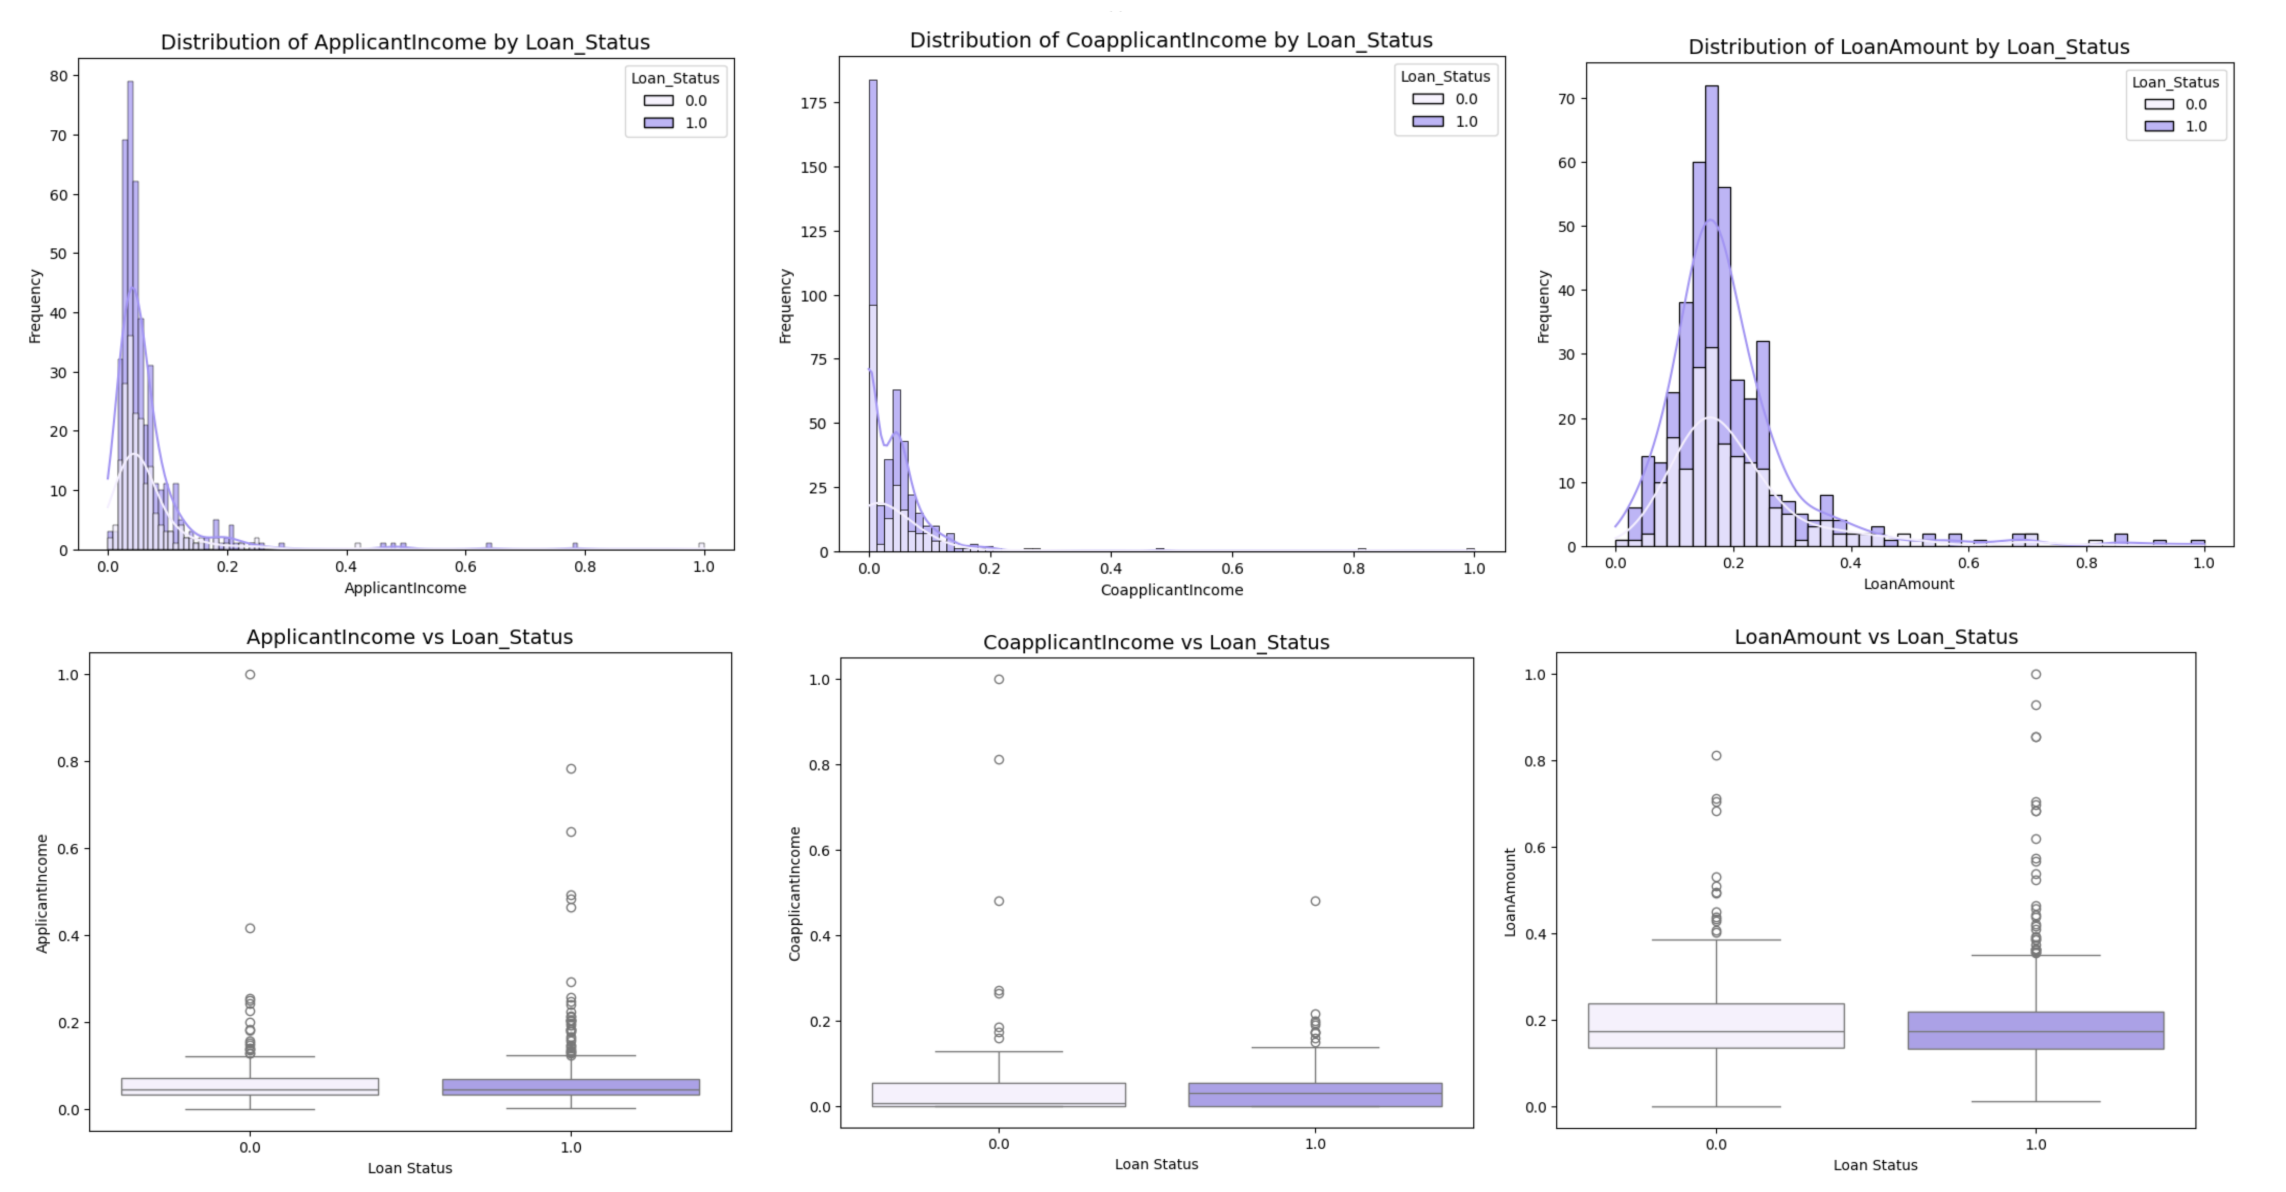 Distribution of ApplicantIncome by Loan_Status
80
70
60
50
40
30
20
10
0
Frequency
Loan_Status
0.0
1.0
0.0 0.2 0.4 0.6 0.8 1.0
ApplicantIncome
Distribution of CoapplicantIncome by Loan_Status
175
150
125
100
75
50
25
0
Frequency
Loan_Status
0.0
1.0
0.0 0.2 0.4 0.6 0.8 1.0
CoapplicantIncome
Distribution of LoanAmount by Loan_Status
70
60
50
40
30
20
10
0
Frequency
Loan_Status
0.0
1.0
0.0 0.2 0.4 0.6 0.8 1.0
LoanAmount
ApplicantIncome vs Loan_Status
1.0
0.8
0.6
0.4
0.2
0.0
ApplicantIncome
0.0 1.0
Loan Status
CoapplicantIncome vs Loan_Status
1.0
0.8
0.6
0.4
0.2
0.0
CoapplicantIncome
0.0 1.0
Loan Status
LoanAmount vs Loan_Status
1.0
0.8
0.6
0.4
0.2
0.0
LoanAmount
0.0 1.0
Loan Status